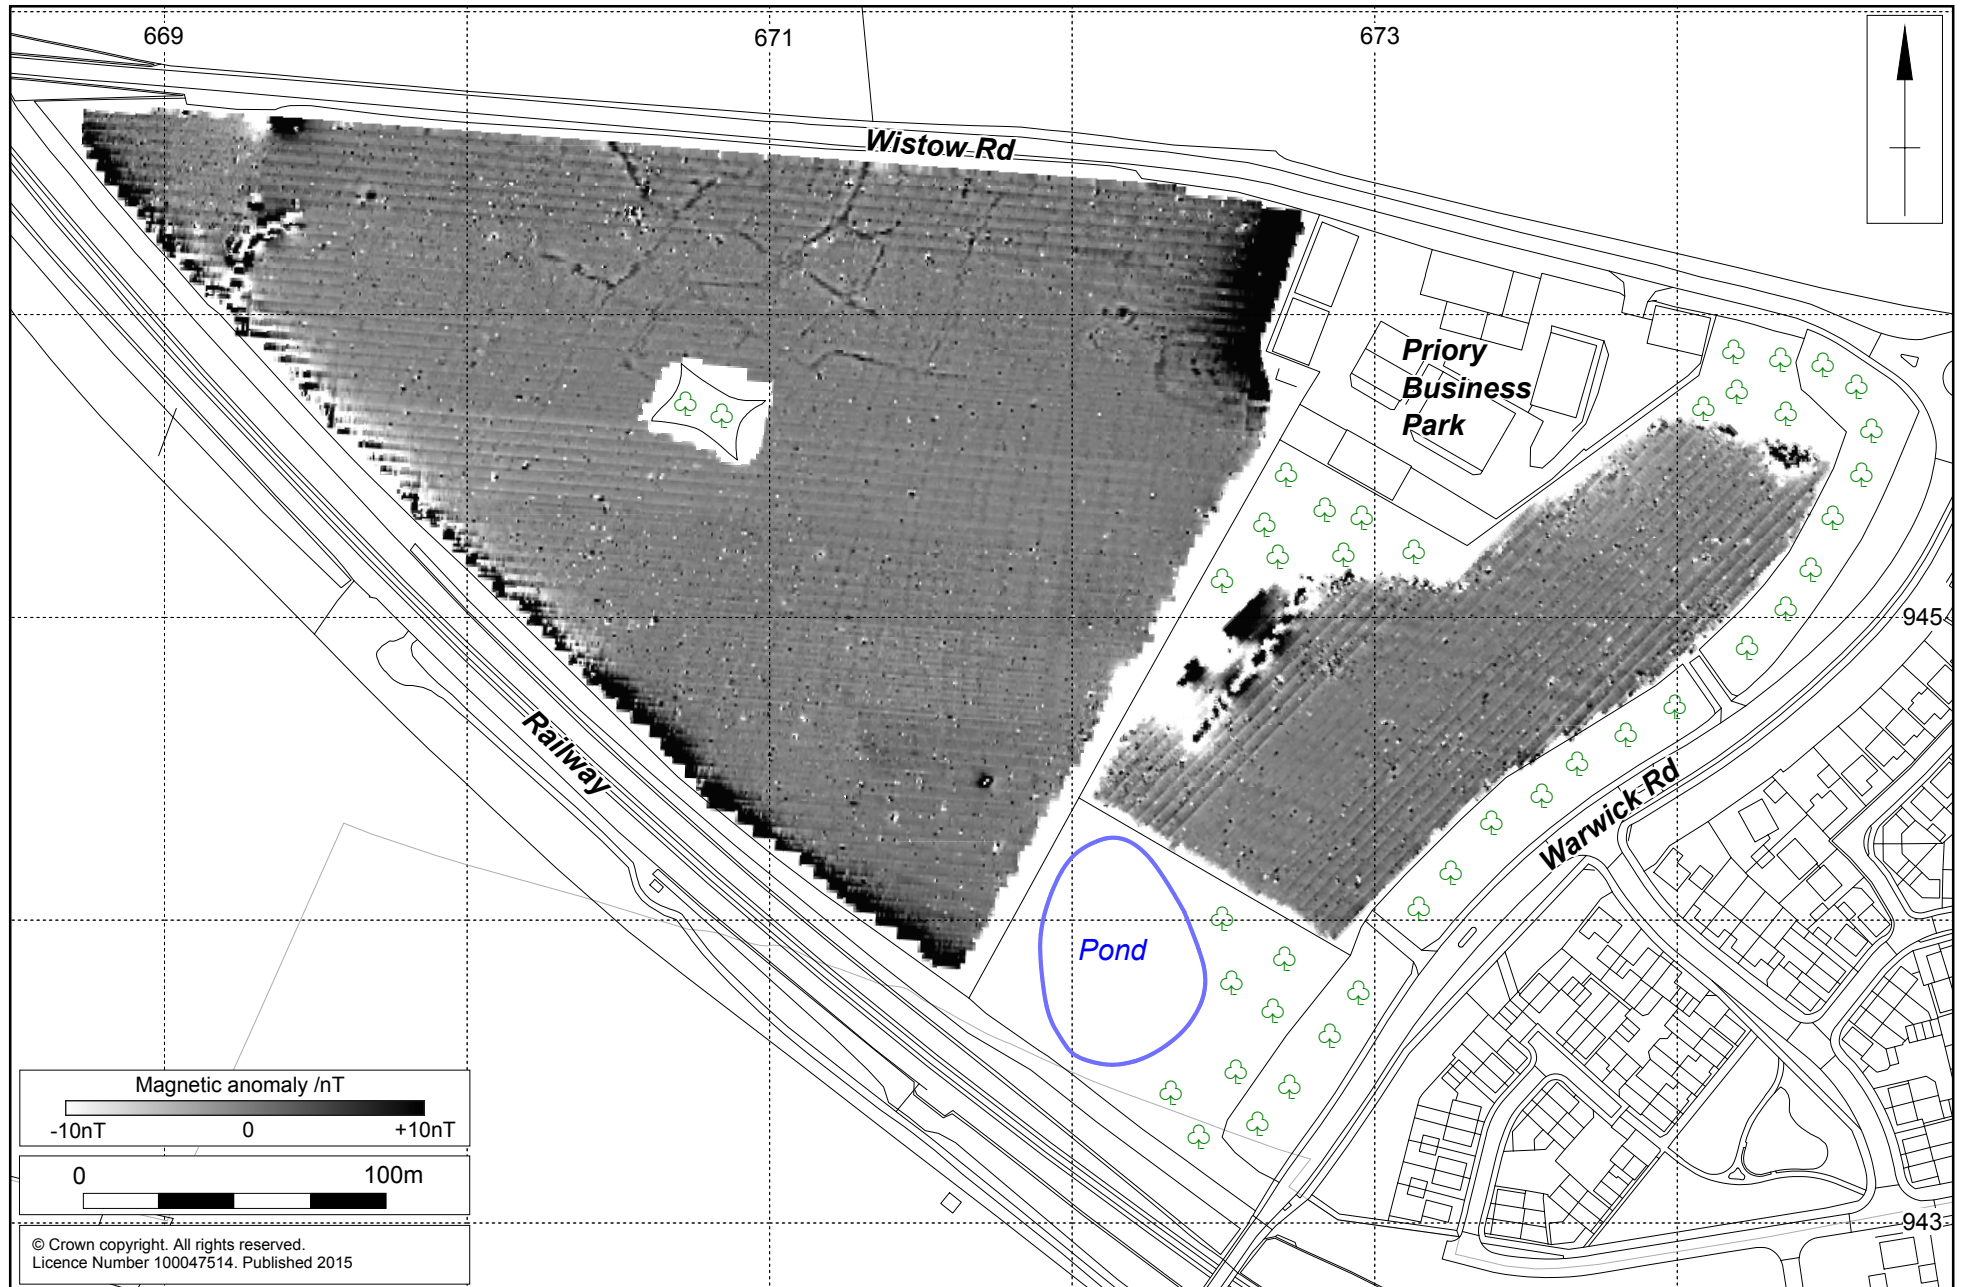 669
671
673
Wistow Rd
Priory
Business
Park
945
Railway
Warwick Rd
Pond
Magnetic anomaly /nT
-10nT 0 +10nT
0 100m
943
© Crown copyright. All rights reserved.
Licence Number 100047514. Published 2015